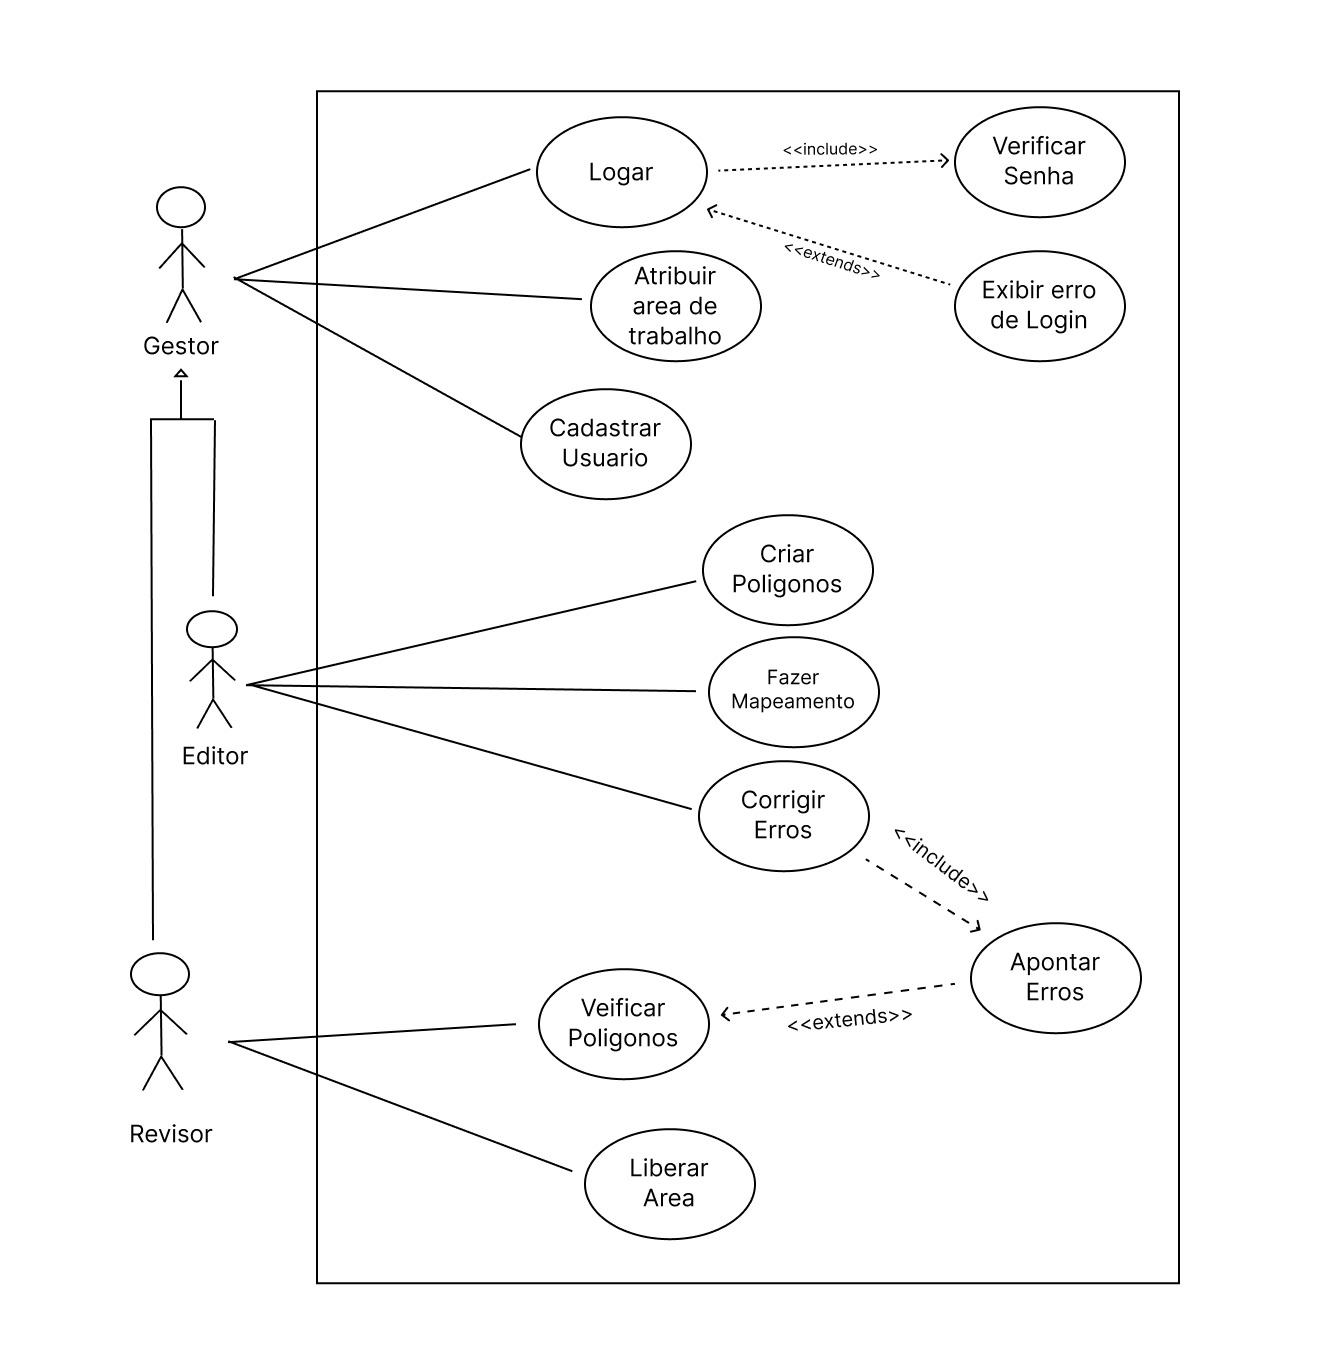 Logar
<<include>>
Verificar
Senha
<<extends>>
Exibir erro
de Login
Atribuir
area de
trabalho
Gestor
Cadastrar
Usuario
Criar
Poligonos
Fazer
Mapeamento
Editor
Corrigir
Erros
<<include>>
Apontar
Erros
<<extends>>
Veificar
Poligonos
Revisor
Liberar
Area